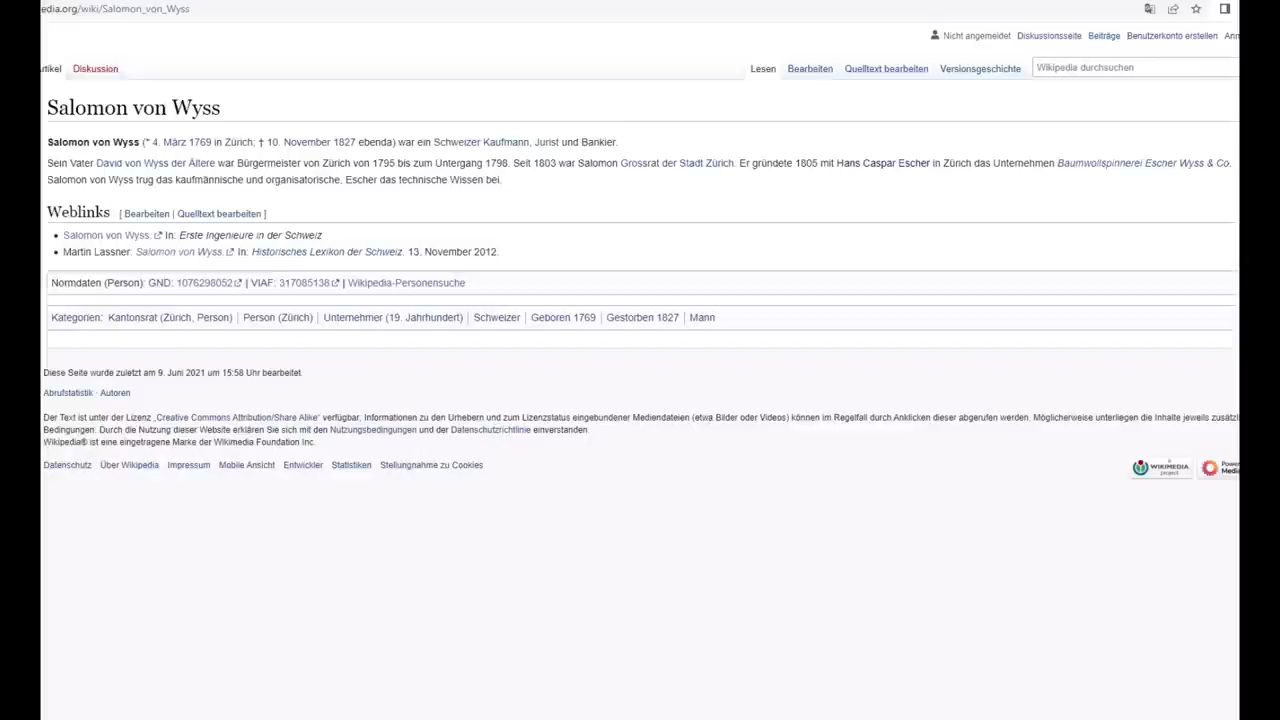 edia.org/wiki/Salomon_von_Wyss
Nicht angemeldet Diskussionsseite Beiträge Benutzerkonto erstellen
Diskussion Lesen Bearbeiten Quelltext bearbeiten Versionsgeschichte Wikipedia durchsuchen
Salomon von Wyss
Salomon von Wyss (* 4. März 1769 in Zürich; † 10. November 1827 ebenda) war ein Schweizer Kaufmann, Jurist und Bankier.
Sein Vater David von Wyss der Ältere war Bürgermeister von Zürich von 1795 bis zum Untergang 1798. Seit 1803 war Salomon Grossrat der Stadt Zürich. Er gründete 1805 mit Hans Caspar Escher in Zürich das Unternehmen Baumwollspinnerei Escher Wyss & Co.
Salomon von Wyss trug das kaufmännische und organisatorische, Escher das technische Wissen bei.
Weblinks [ Bearbeiten | Quelltext bearbeiten ]
• Salomon von Wyss. In: Erste Ingenieure in der Schweiz
• Martin Lassner: Salomon von Wyss. In: Historisches Lexikon der Schweiz. 13. November 2012.
Normdaten (Person): GND: 1076298052 | VIAF: 317085138 | Wikipedia-Personensuche
Kategorien: Kantonsrat (Zürich, Person) | Person (Zürich) | Unternehmer (19. Jahrhundert) | Schweizer | Geboren 1769 | Gestorben 1827 | Mann
Diese Seite wurde zuletzt am 9. Juni 2021 um 15:58 Uhr bearbeitet.
Abrufstatistik · Autoren
Der Text ist unter der Lizenz „Creative Commons Attribution/Share Alike“ verfügbar; Informationen zu den Urhebern und zum Lizenzstatus eingebundener Mediendateien (etwa Bilder oder Videos) können im Regelfall durch Anklicken dieser abgerufen werden. Möglicherweise unterliegen die Inhalte jeweils
Bedingungen. Durch die Nutzung dieser Website erklären Sie sich mit den Nutzungsbedingungen und der Datenschutzrichtlinie einverstanden.
Wikipedia® ist eine eingetragene Marke der Wikimedia Foundation Inc.
Datenschutz Über Wikipedia Impressum Mobile Ansicht Entwickler Statistiken Stellungnahme zu Cookies
A WIKIMEDIA project